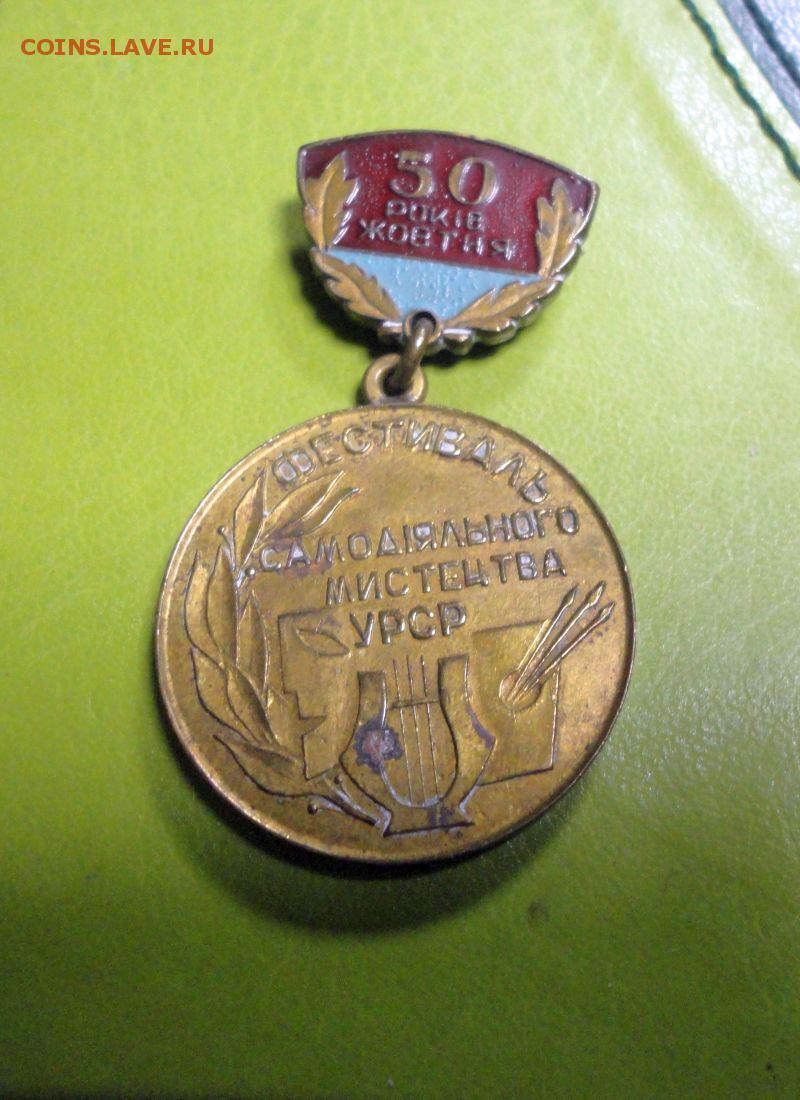 COINS.LAVE.RU
50
РОКІВ
ЖОВТНЯ
ФЕСТИВАЛЬ
САМОДІЯЛЬНОГО
МИСТЕЦТВА
УРСР